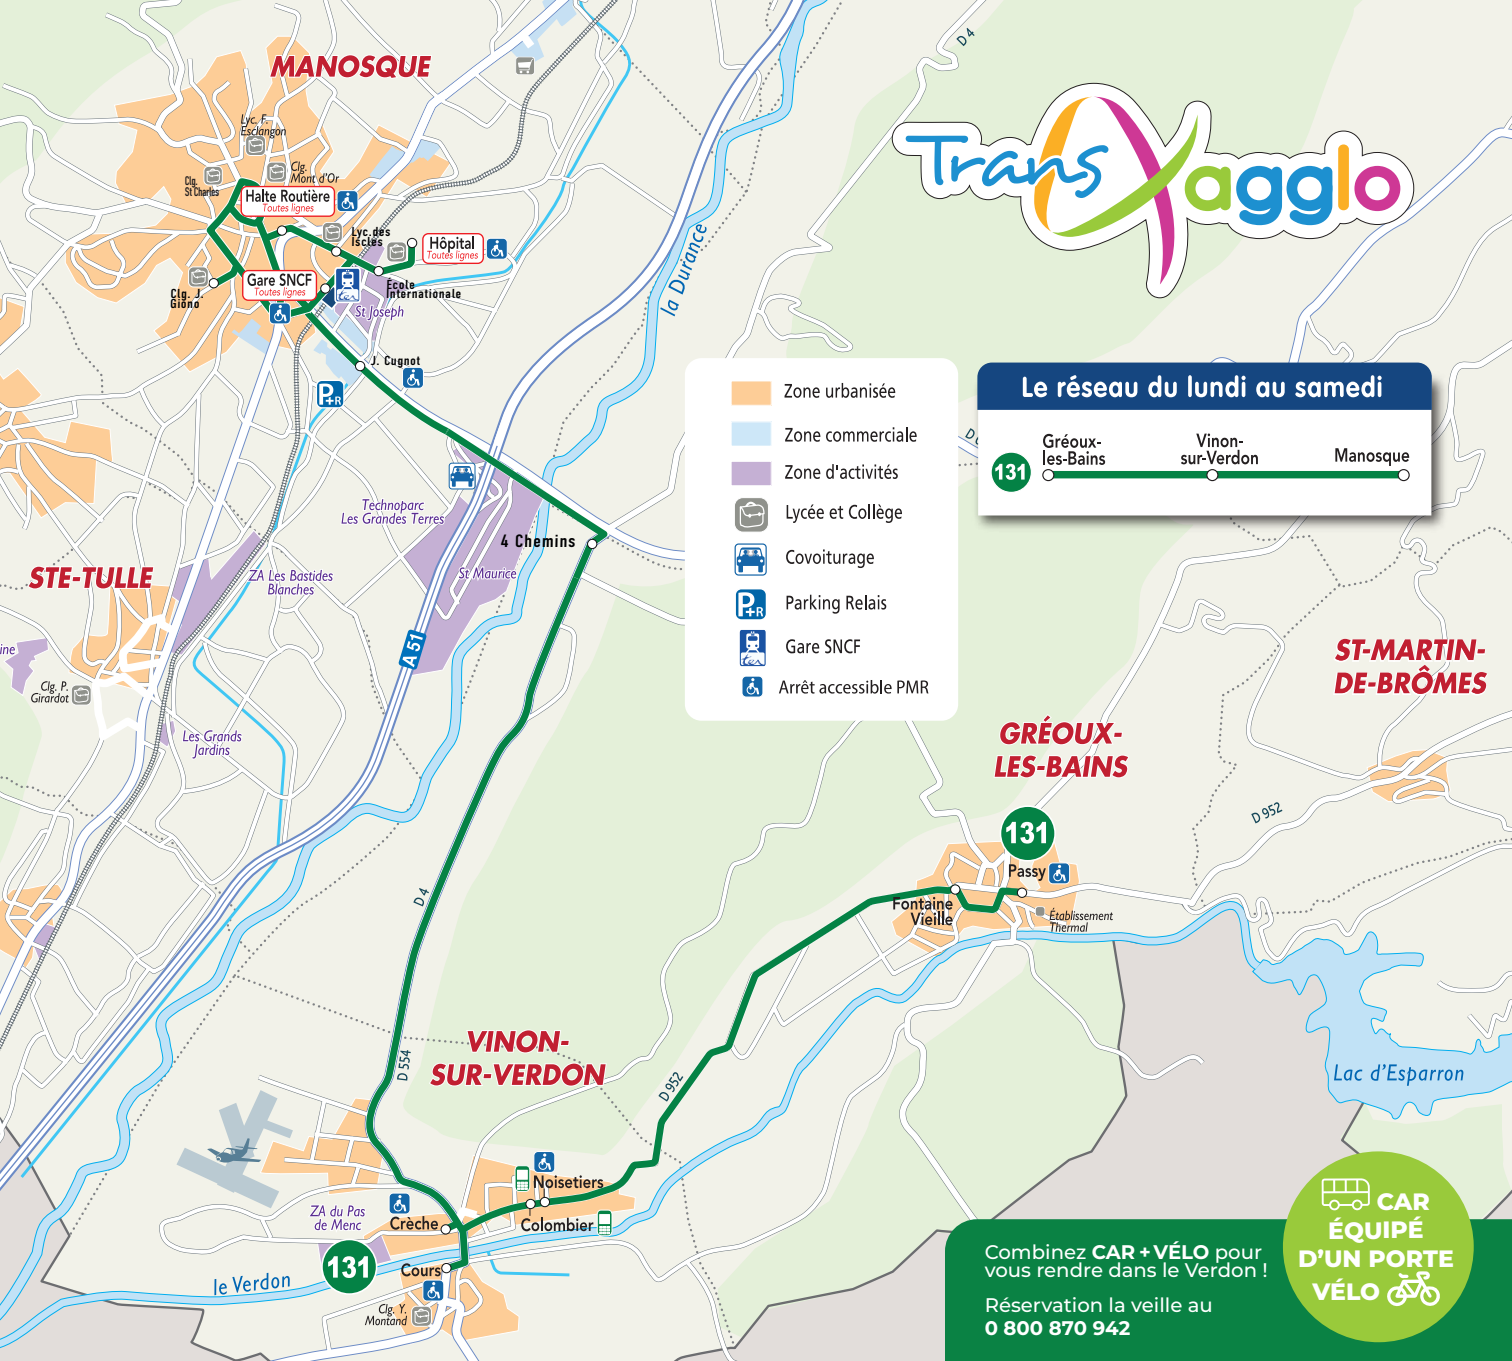 MANOSQUE
D 4
Trans agglo
Lyc. F.
Esclangon
Clg.
Mont d'Or
Clg.
St Charles
Halte Routière
Toutes lignes
Lyc.des
Iscles
Hôpital
Toutes lignes
Gare SNCF
Toutes lignes
École
Internationale
Clg. J.
Giono
St Joseph
la Durance
J. Cugnot
P+R
Zone urbanisée
Zone commerciale
Zone d'activités
Lycée et Collège
Covoiturage
P+R
Parking Relais
Gare SNCF
Arrêt accessible PMR
Le réseau du lundi au samedi
131
Gréoux-
les-Bains
Vinon-
sur-Verdon
Manosque
Technoparc
Les Grandes Terres
4 Chemins
St Maurice
STE-TULLE
ZA Les Bastides
Blanches
A 51
ine
Clg. P.
Girardot
Les Grands
Jardins
ST-MARTIN-
DE-BRÔMES
GRÉOUX-
LES-BAINS
131
D 952
Passy
Fontaine
Vieille
Établissement
Thermal
D 4
VINON-
SUR-VERDON
D 554
D 952
Lac d'Esparron
Noisetiers
Colombier
ZA du Pas
de Menc
Crèche
131
Cours
le Verdon
Clg. Y.
Montand
Combinez CAR + VÉLO pour
vous rendre dans le Verdon !
Réservation la veille au
0 800 870 942
CAR
ÉQUIPÉ
D'UN PORTE
VÉLO